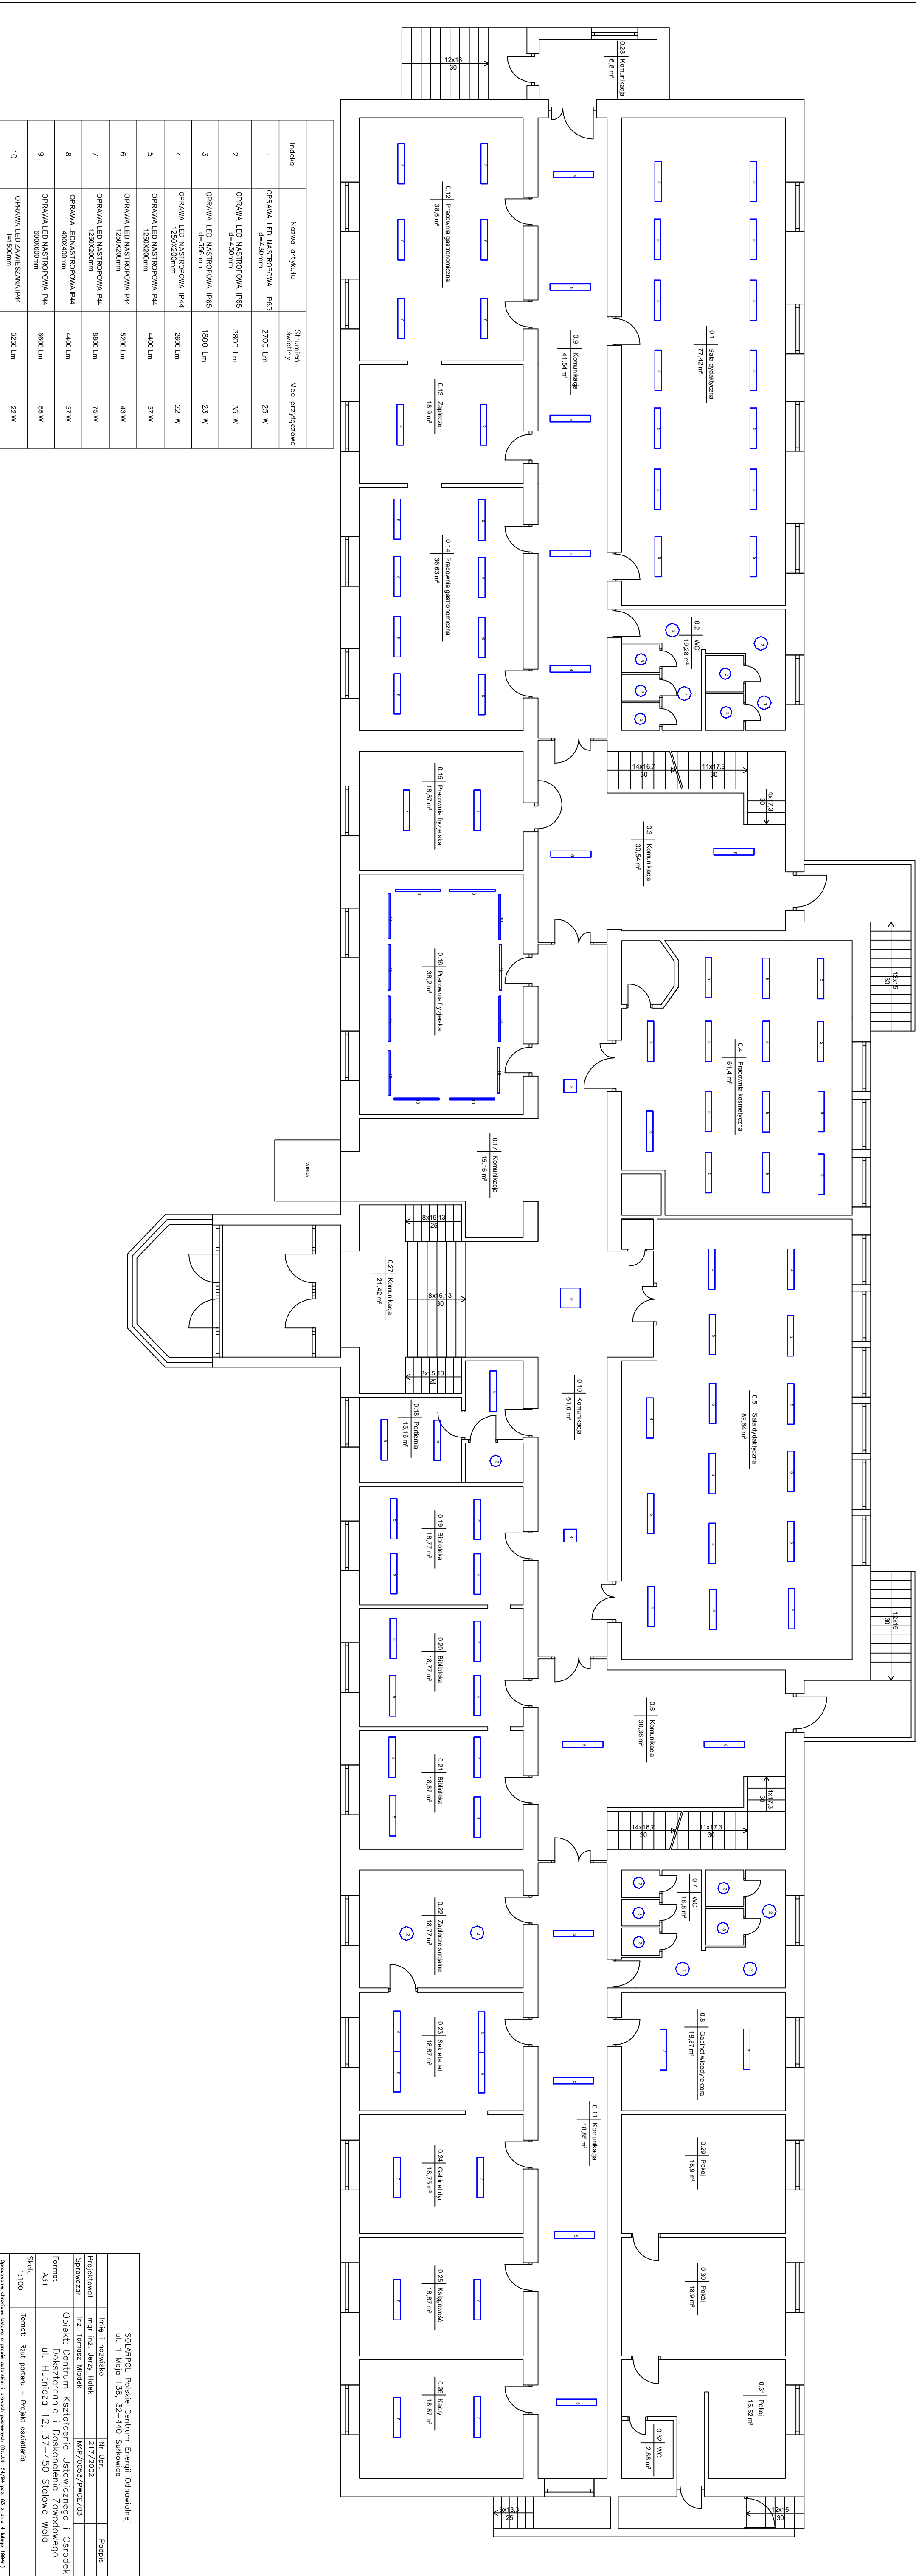 0.28 Komunikacja
6,8 m²
12x18
30
0.12 Pracownia gastronomiczna
38,6 m²
0.9 Komunikacja
41,54 m²
0.1 Sala dydaktyczna
77,42 m²
0.13 Zaplecze
18,9 m²
0.14 Pracownia gastronomiczna
36,63 m²
0.2 WC
19,28 m²
14x16,7
30
11x17,3
30
4x17,3
30
0.15 Pracownia fryzjerska
18,87 m²
0.3 Komunikacja
30,54 m²
0.16 Pracownia fryzjerska
38,2 m²
12x15
30
0.4 Pracownia kosmetyczna
61,4 m²
0.17 Komunikacja
15,16 m²
WINDA
8x15,13
25
8x16,13
30
8x15,13
25
0.27 Komunikacja
21,42 m²
0.10 Komunikacja
61,0 m²
0.5 Sala dydaktyczna
89,64 m²
0.18 Portiernia
15,16 m²
0.19 Biblioteka
18,77 m²
0.20 Biblioteka
18,77 m²
0.21 Biblioteka
18,87 m²
12x15
30
0.6 Komunikacja
30,38 m²
14x16,7
30
11x17,3
30
4x17,3
30
0.7 WC
18,8 m²
0.22 Zaplecze socjalne
18,77 m²
0.23 Sekretariat
18,87 m²
0.8 Gabinet wicedyrektora
18,87 m²
0.11 Komunikacja
18,85 m²
0.24 Gabinet dyr.
18,75 m²
0.29 Pokój
18,9 m²
0.25 Księgowość
18,87 m²
0.30 Pokój
18,9 m²
0.26 Kadry
18,87 m²
0.31 Pokój
15,52 m²
0.32 WC
2,88 m²
8x13,3
25
12x15
30
Indeks Nazwa artykułu Strumień świetlny Moc przyłączowa
1 OPRAWA LED NASTROPOWA IP65 d=430mm 2700 Lm 25 W
2 OPRAWA LED NASTROPOWA IP65 d=430mm 3800 Lm 35 W
3 OPRAWA LED NASTROPOWA IP65 d=356mm 1800 Lm 23 W
4 OPRAWA LED NASTROPOWA IP44 1250X200mm 2600 Lm 22 W
5 OPRAWA LED NASTROPOWA IP44 1250X200mm 4400 Lm 37 W
6 OPRAWA LED NASTROPOWA IP44 1250X200mm 5200 Lm 43 W
7 OPRAWA LED NASTROPOWA IP44 1250X200mm 8800 Lm 75 W
8 OPRAWA LEDNASTROPOWA IP44 400X400mm 4400 Lm 37 W
9 OPRAWA LED NASTROPOWA IP44 600X600mm 6600 Lm 55 W
10 OPRAWA LED ZAWIESZANA IP44 l=1500mm 3250 Lm 22 W
SOLARPOL Polskie Centrum Energii Odnawialnej
ul. 1 Maja 138, 32-440 Sułkowice
Imię i nazwisko Nr Upr. Podpis
Projektował mgr inż. Jerzy Hałek 217/2002
Sprawdzał inż. Tomasz Miodek MAP/0053/PWOE/03
Format A3+
Obiekt: Centrum Kształcenia Ustawicznego i Ośrodek
Dokształcania i Doskonalenia Zawodowego
ul. Hutnicza 12, 37-450 Stalowa Wola
Skala 1:100
Temat: Rzut parteru - Projekt oświetlenia